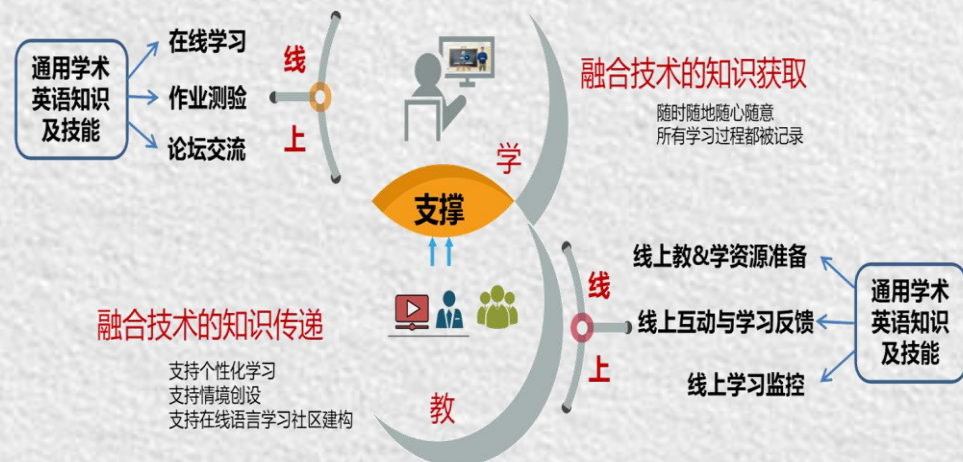 通用学术
英语知识
及技能
在线学习
作业测验
论坛交流
线
上
学
融合技术的知识获取
随时随地随心随意
所有学习过程都被记录
支撑
融合技术的知识传递
支持个性化学习
支持情境创设
支持在线语言学习社区建构
教
线
上
线上教&学资源准备
线上互动与学习反馈
线上学习监控
通用学术
英语知识
及技能